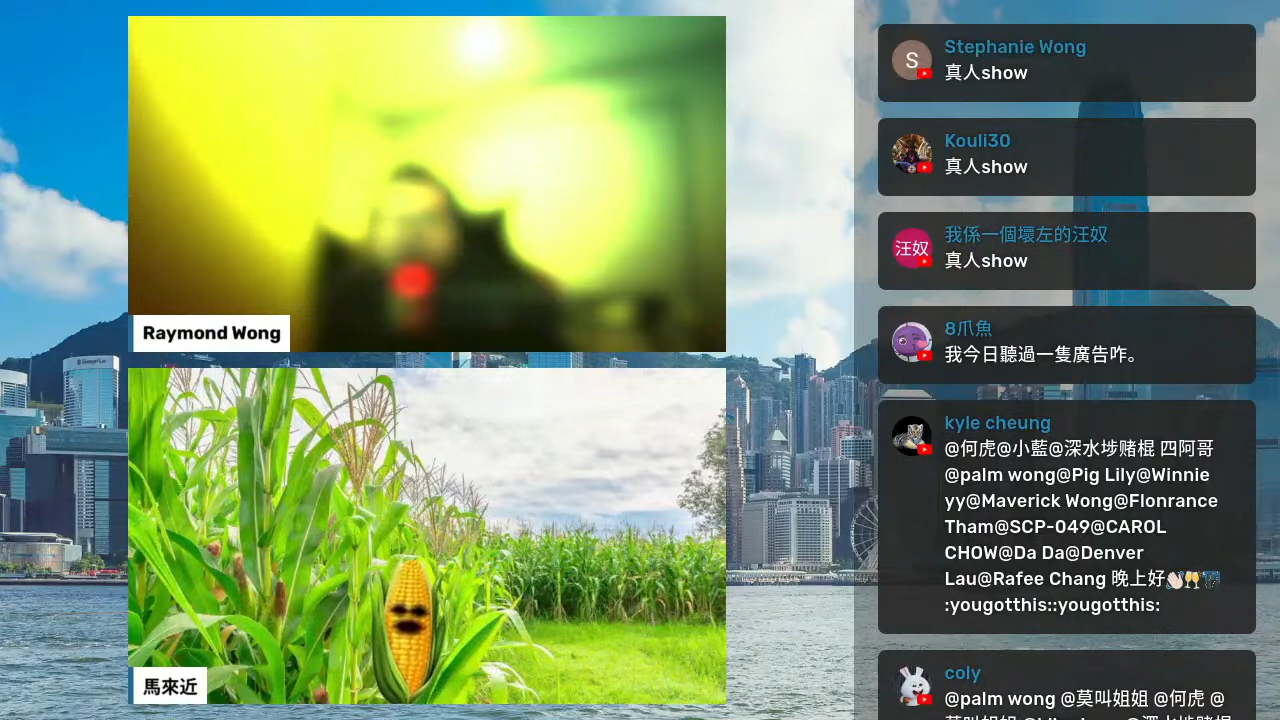 Raymond Wong
馬來近
Shangri-La
S
Stephanie Wong
真人show
Kouli30
真人show
汪奴
我係一個壞左的汪奴
真人show
8爪魚
我今日聽過一隻廣告咋。
kyle cheung
@何虎@小藍@深水埗賭棍 四阿哥
@palm wong@Pig Lily@Winnie
yy@Maverick Wong@Flonrance
Tham@SCP-049@CAROL
CHOW@Da Da@Denver
Lau@Rafee Chang 晚上好👏🏻🥂🌃
:yougotthis::yougotthis:
coly
@palm wong @莫叫姐姐 @何虎 @